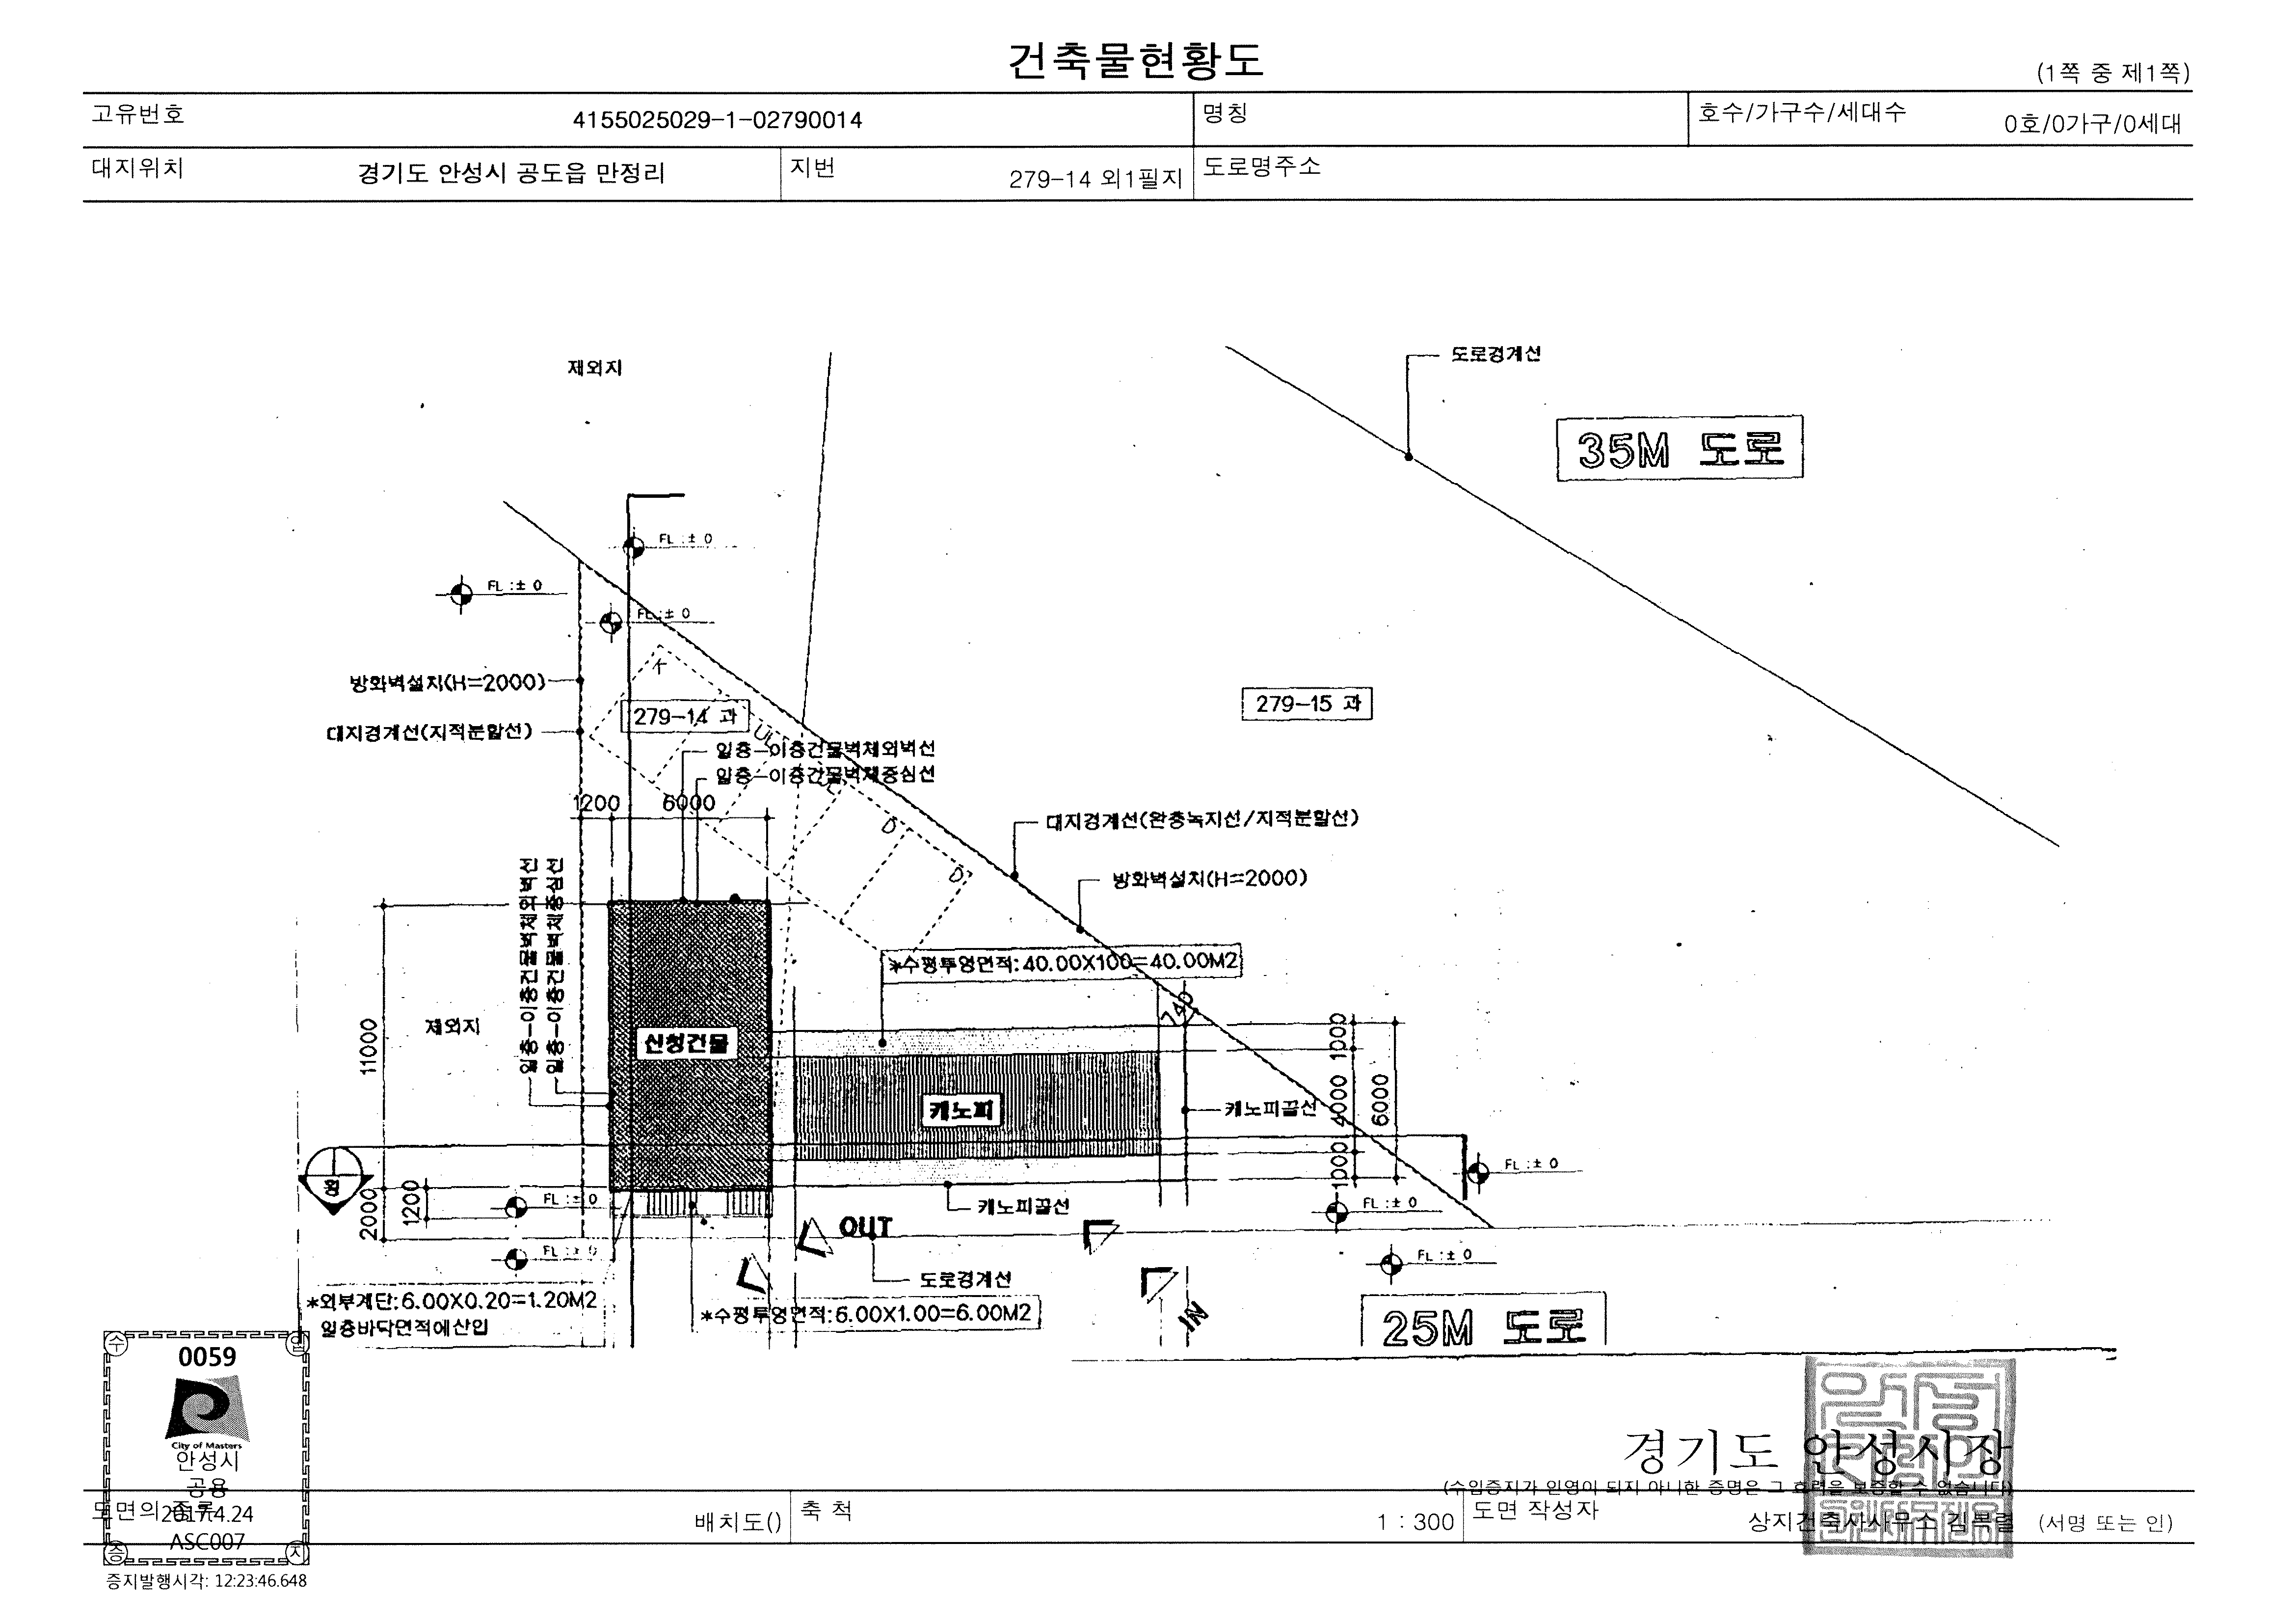 건축물현황도
(1쪽 중 제1쪽)
고유번호
4155025029-1-02790014
명칭
호수/가구수/세대수
0호/0가구/0세대
대지위치
경기도 안성시 공도읍 만정리
지번
279-14 외1필지
도로명주소
제외지
도로경계선
35M 도로
FL :± 0
FL :± 0
FL :± 0
방화벽설치(H=2000)
279-14 과
279-15 과
대지경계선(지적분할선)
일층-이층건물벽체외벽선
일층-이층건물벽체중심선
1200
6000
대지경계선(완충녹지선/지적분할선)
D
D
방화벽설치(H=2000)
일층-이층건물벽체외벽선
일층-이층건물벽체중심선
*수평투영면적:40.00X100=40.00M2
제외지
11000
신청건물
740
1000
캐노피
캐노피끝선
4000
6000
1000
FL :± 0
2000
1200
FL :± 0
캐노피끝선
FL :± 0
OUT
FL :± 0
FL :± 0
도로경계선
*외부계단:6.00X0.20=1.20M2
일층바닥면적에산입
*수평투영면적:6.00X1.00=6.00M2
IN
25M 도로
수 입
0059
City of Masters
안성시
공용
2017.4.24
ASC007
증 지
증지발행시각: 12:23:46.648
경기도 안성시장
(수입증지가 인영이 되지 아니한 증명은 그 효력을 보증할 수 없습니다)
도면의 종류
배치도()
축 척
1 : 300
도면 작성자
상지건축사사무소
(서명 또는 인)